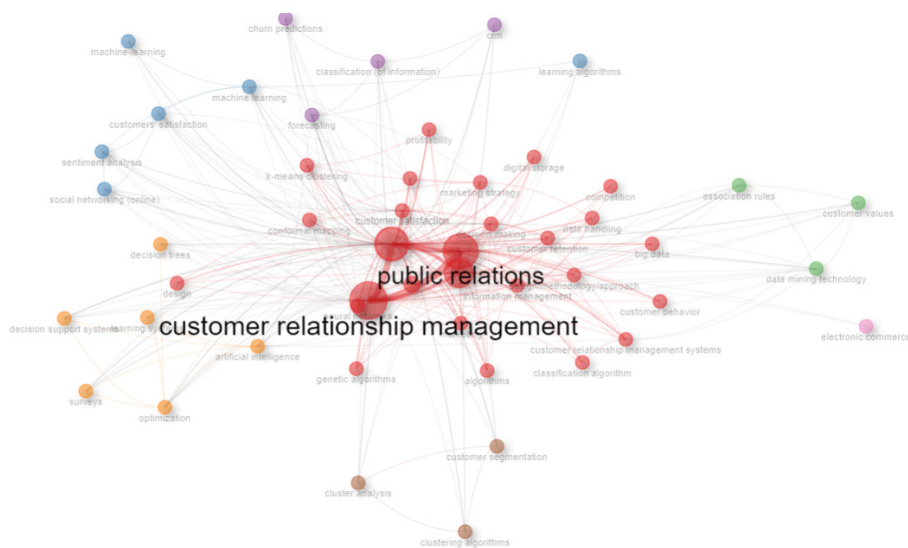 churn predictions
crm
machine-learning
classification (of information)
learning algorithms
machine learning
customers' satisfaction
forecasting
profitability
sentiment analysis
k-means clustering
digital storage
social networking (online)
marketing strategy
competition
association rules
customer values
customer satisfaction
conformal mapping
decision making
data handling
decision trees
customer retention
big data
public relations
data mining technology
design
information management
methodology/approach
customer behavior
decision support systems
learning
customer relationship management
electronic commerce
artificial intelligence
customer relationship management systems
genetic algorithms
algorithms
classification algorithm
surveys
optimization
customer segmentation
cluster analysis
clustering algorithms